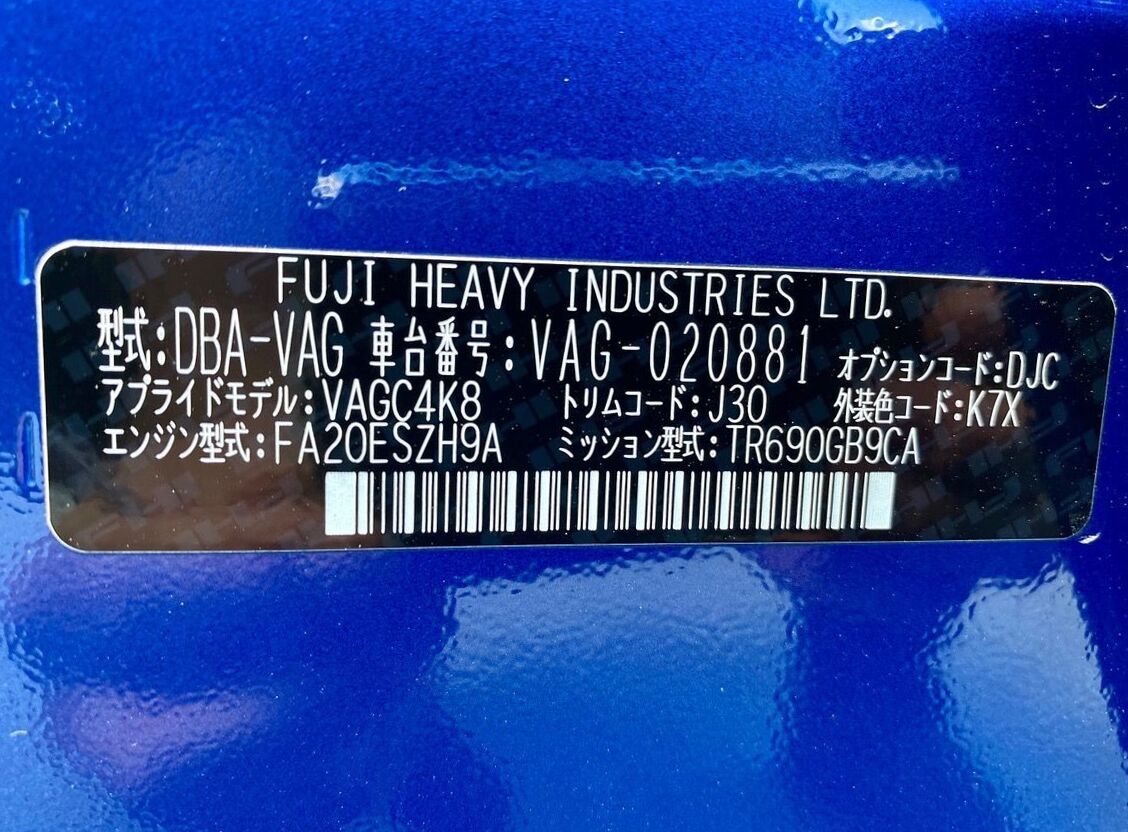 FUJI HEAVY INDUSTRIES LTD.
型式:DBA-VAG 車台番号:VAG-020881 オプションコード:DJC
アプライドモデル:VAGC4K8 トリムコード:J30 外装色コード:K7X
エンジン型式:FA20ESZH9A ミッション型式:TR690GB9CA